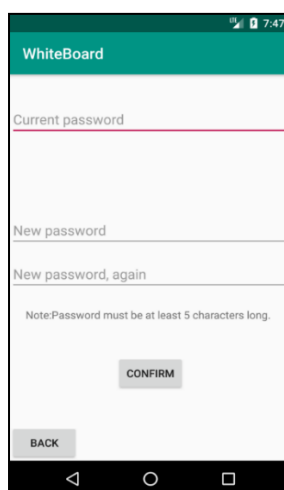 LTE 7:47
WhiteBoard
Current password
New password
New password, again
Note:Password must be at least 5 characters long.
CONFIRM
BACK